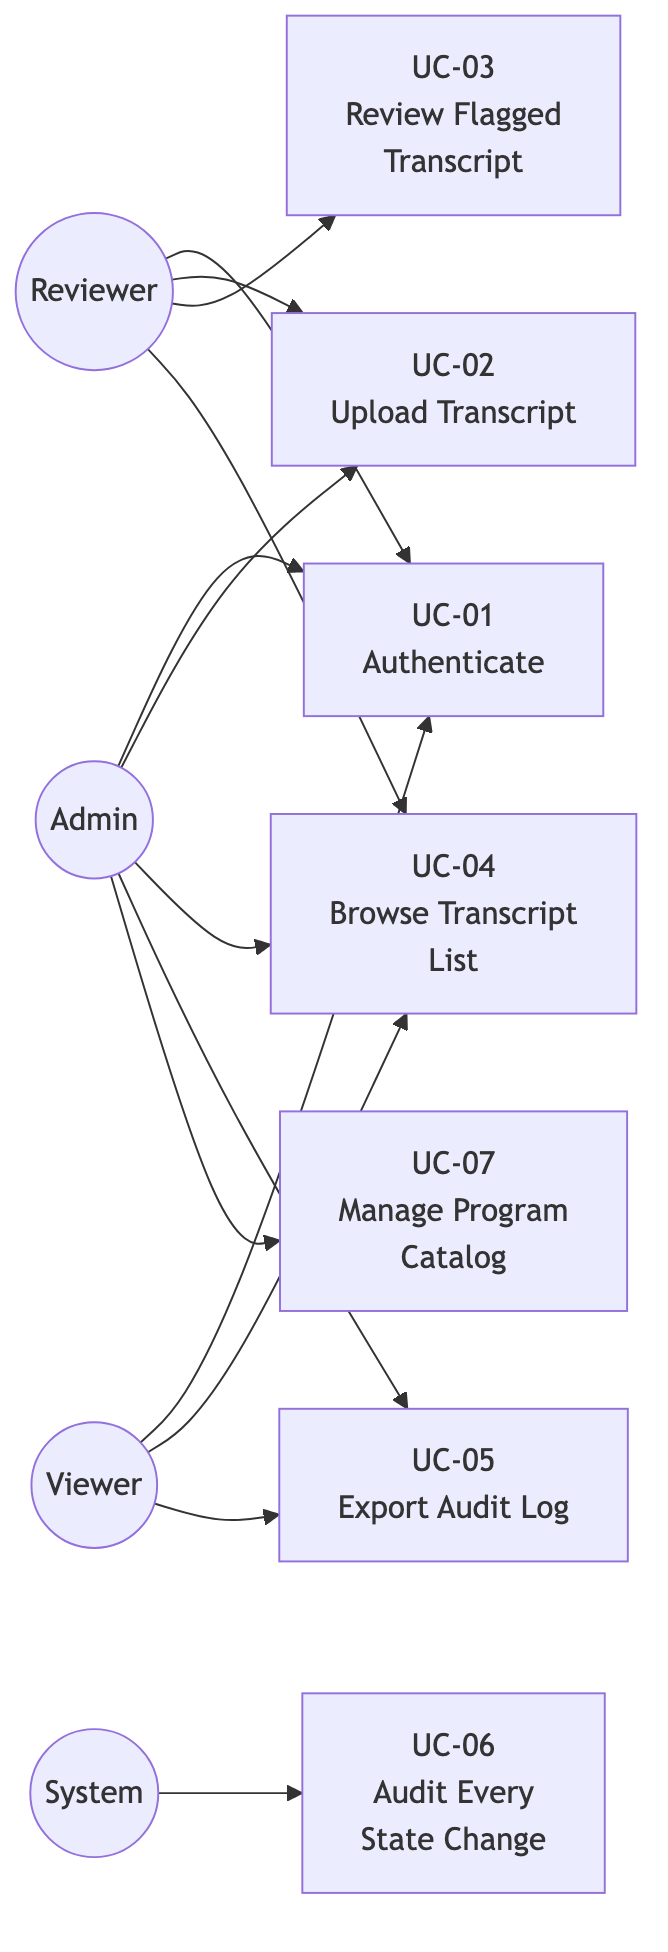 UC-03
Review Flagged
Transcript
Reviewer
UC-02
Upload Transcript
UC-01
Authenticate
Admin
UC-04
Browse Transcript
List
UC-07
Manage Program
Catalog
Viewer
UC-05
Export Audit Log
System
UC-06
Audit Every
State Change